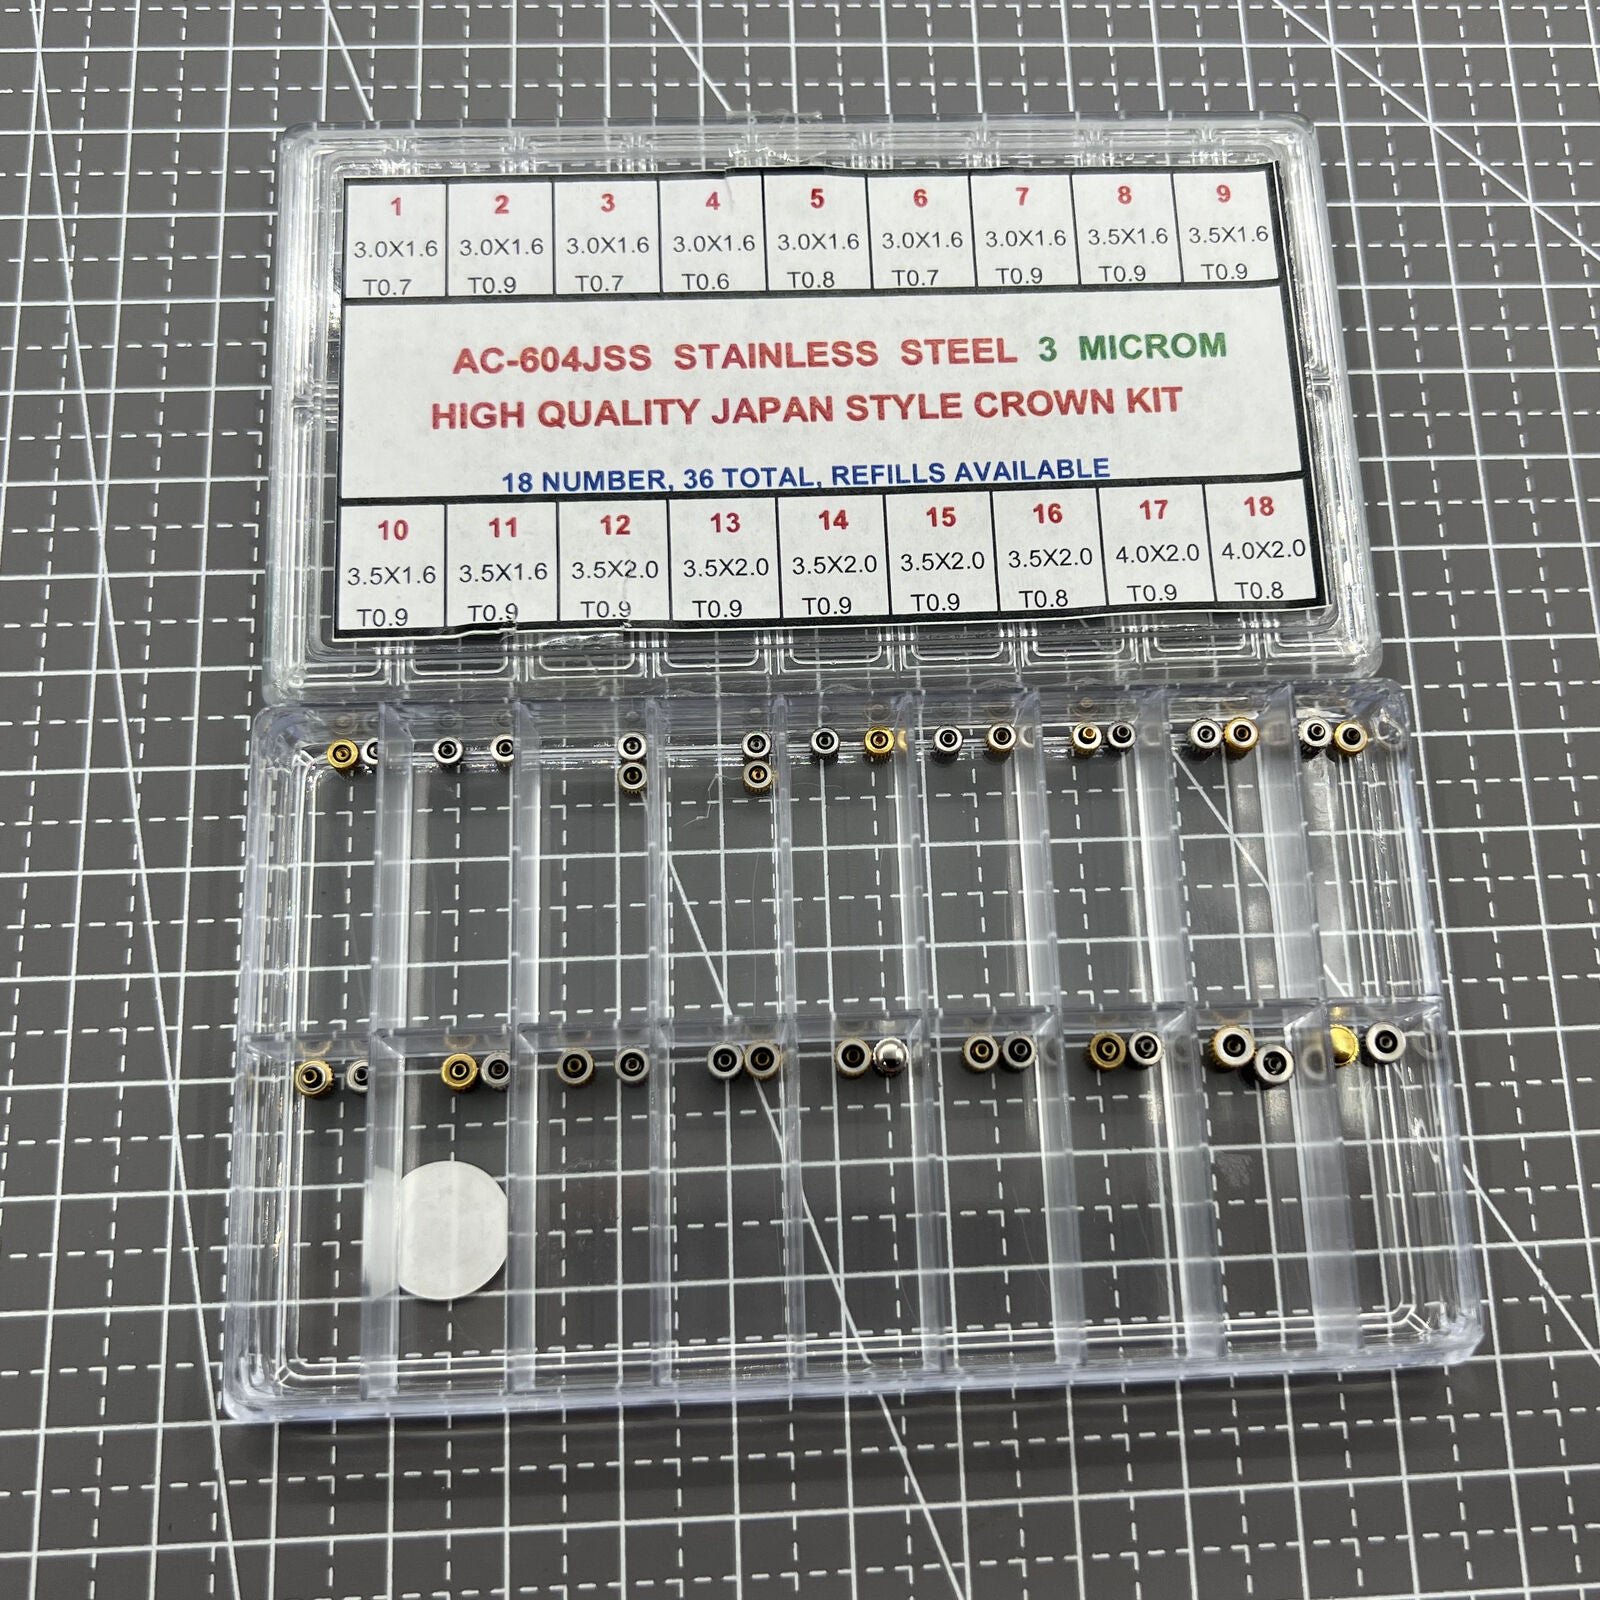 1 2 3 4 5 6 7 8 9
3.0X1.6 3.0X1.6 3.0X1.6 3.0X1.6 3.0X1.6 3.0X1.6 3.0X1.6 3.5X1.6 3.5X1.6
T0.7 T0.9 T0.7 T0.6 T0.8 T0.7 T0.9 T0.9 T0.9
AC-604JSS STAINLESS STEEL 3 MICROM
HIGH QUALITY JAPAN STYLE CROWN KIT
18 NUMBER, 36 TOTAL, REFILLS AVAILABLE
10 11 12 13 14 15 16 17 18
3.5X1.6 3.5X1.6 3.5X2.0 3.5X2.0 3.5X2.0 3.5X2.0 3.5X2.0 4.0X2.0 4.0X2.0
T0.9 T0.9 T0.9 T0.9 T0.9 T0.9 T0.8 T0.9 T0.8